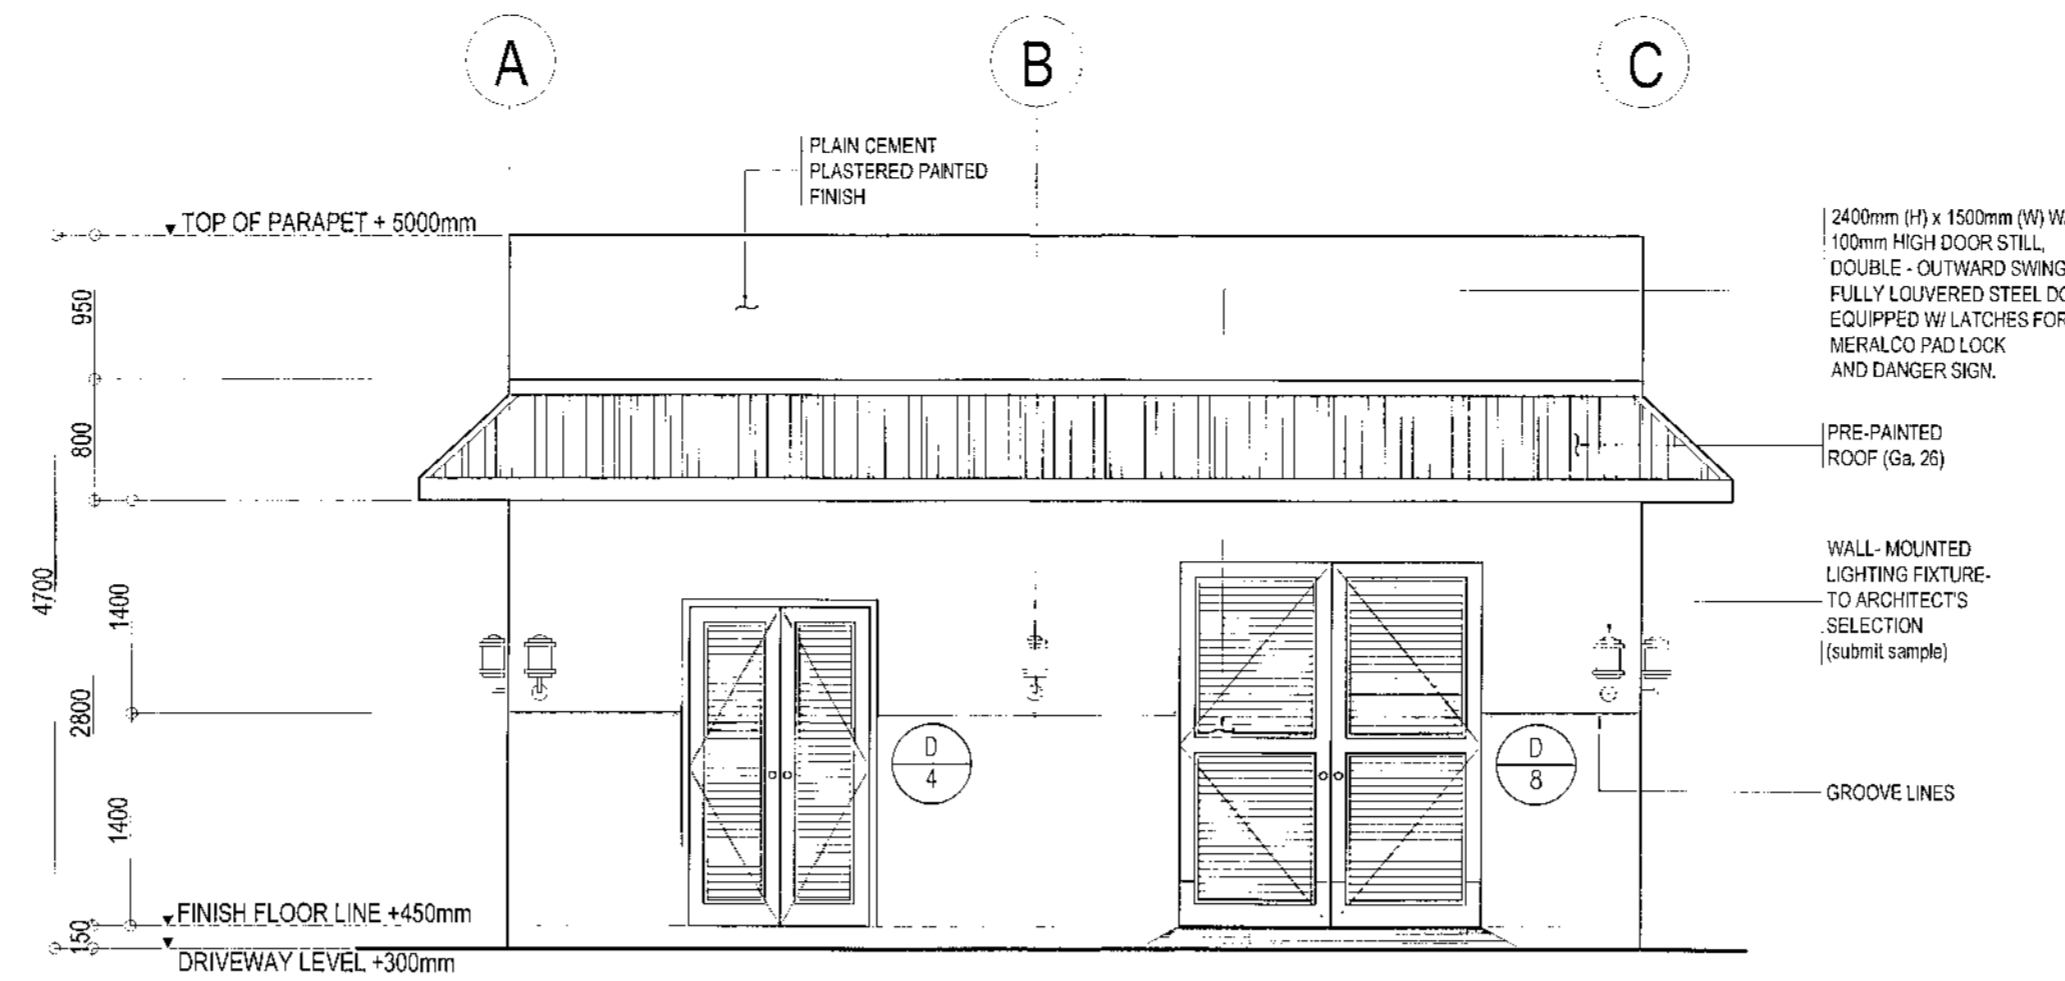 A
B
C
PLAIN CEMENT
PLASTERED PAINTED
FINISH
TOP OF PARAPET + 5000mm
2400mm (H) x 1500mm (W) W/
100mm HIGH DOOR STILL,
DOUBLE - OUTWARD SWING
FULLY LOUVERED STEEL DO
EQUIPPED W/ LATCHES FOR
MERALCO PAD LOCK
AND DANGER SIGN.
950
800
PRE-PAINTED
ROOF (Ga. 26)
4700
1400
WALL- MOUNTED
LIGHTING FIXTURE-
TO ARCHITECT'S
SELECTION
(submit sample)
2800
D
4
D
8
GROOVE LINES
1400
FINISH FLOOR LINE +450mm
150
DRIVEWAY LEVEL +300mm